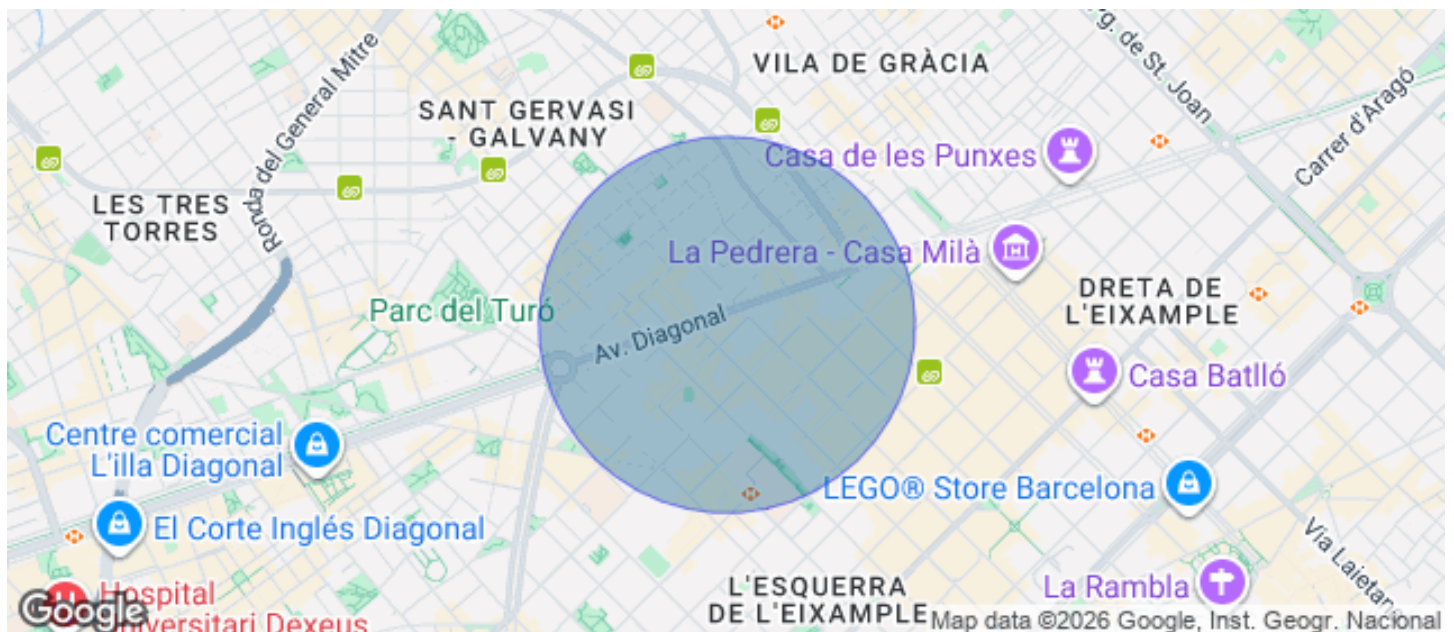 g. de St. Joan
VILA DE GRÀCIA
Ronda del General Mitre
SANT GERVASI
- GALVANY
Carrer d'Aragó
Casa de les Punxes
LES TRES
TORRES
La Pedrera - Casa Milà
DRETA DE
L'EIXAMPLE
Parc del Turó
Av. Diagonal
Casa Batlló
Centre comercial
L'illa Diagonal
LEGO® Store Barcelona
El Corte Inglés Diagonal
Via Laietan
L'ESQUERRA
DE L'EIXAMPLE
La Rambla
Hospital
Universitari Dexeus
Google
Map data ©2026 Google, Inst. Geogr. Nacional